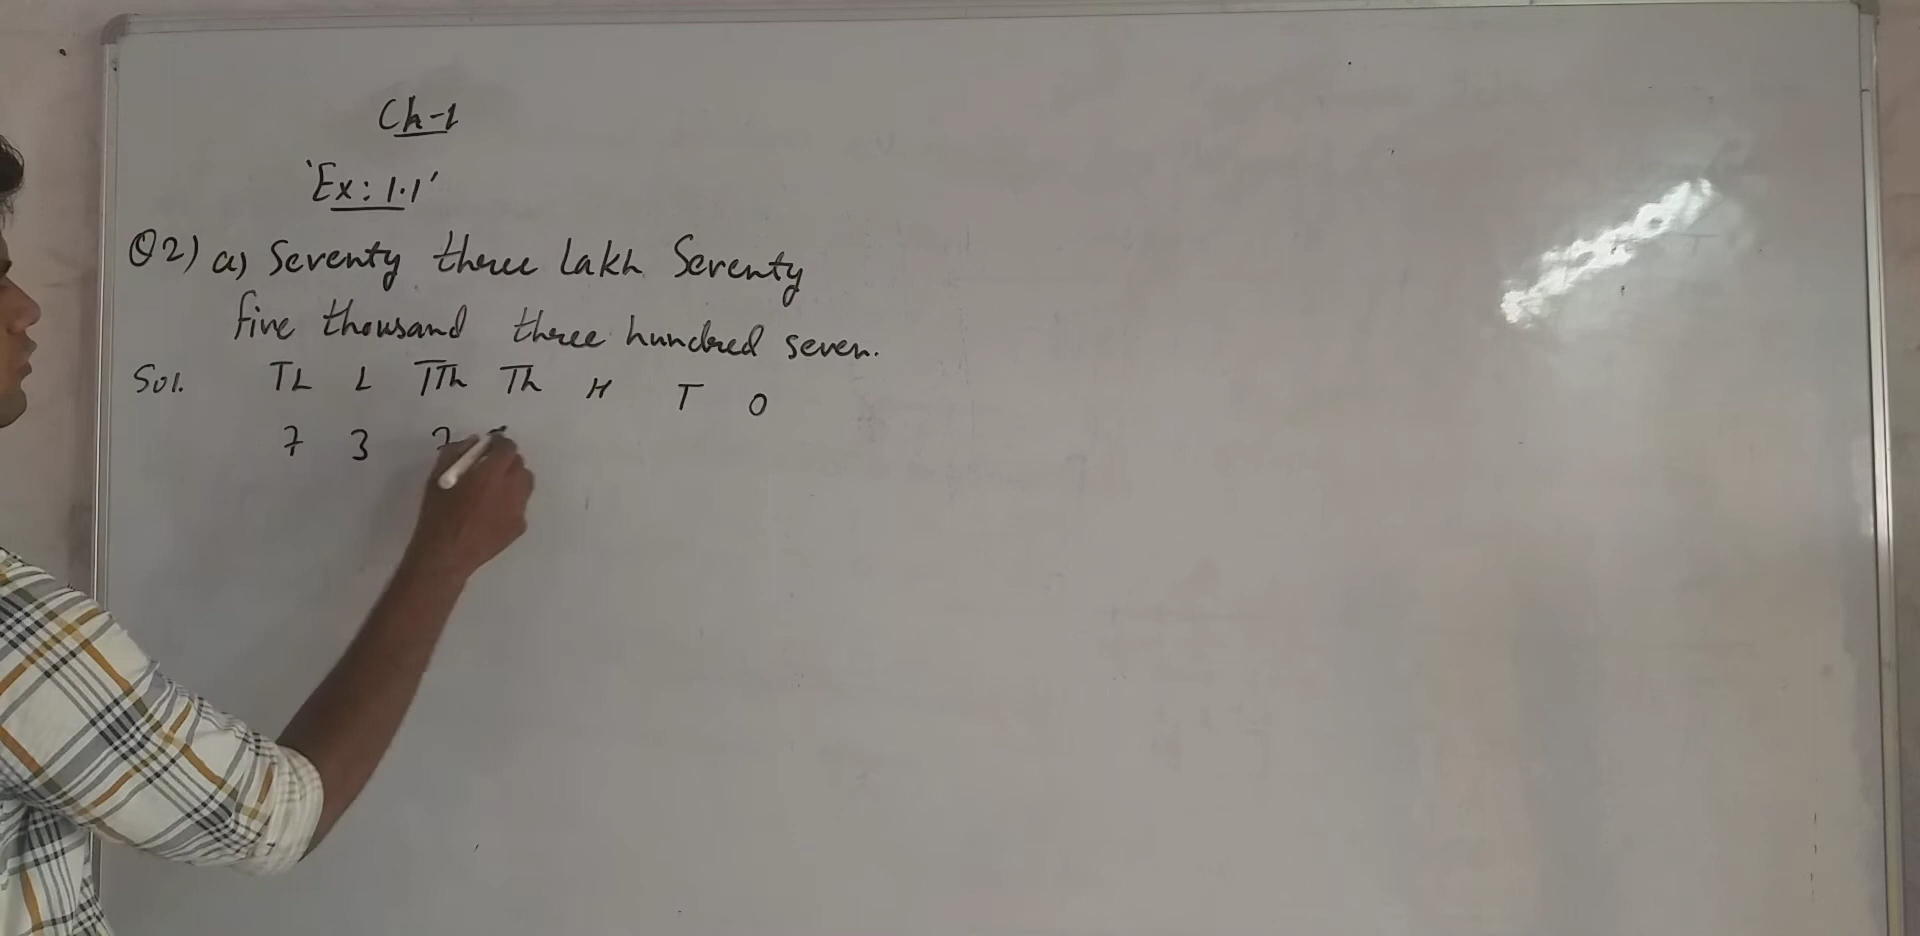 Ch-1
'Ex: 1.1'
Q2) a) Seventy three lakh Seventy
five thousand three hundred seven.
Sol. TL L TTh Th H T O
7 3 7